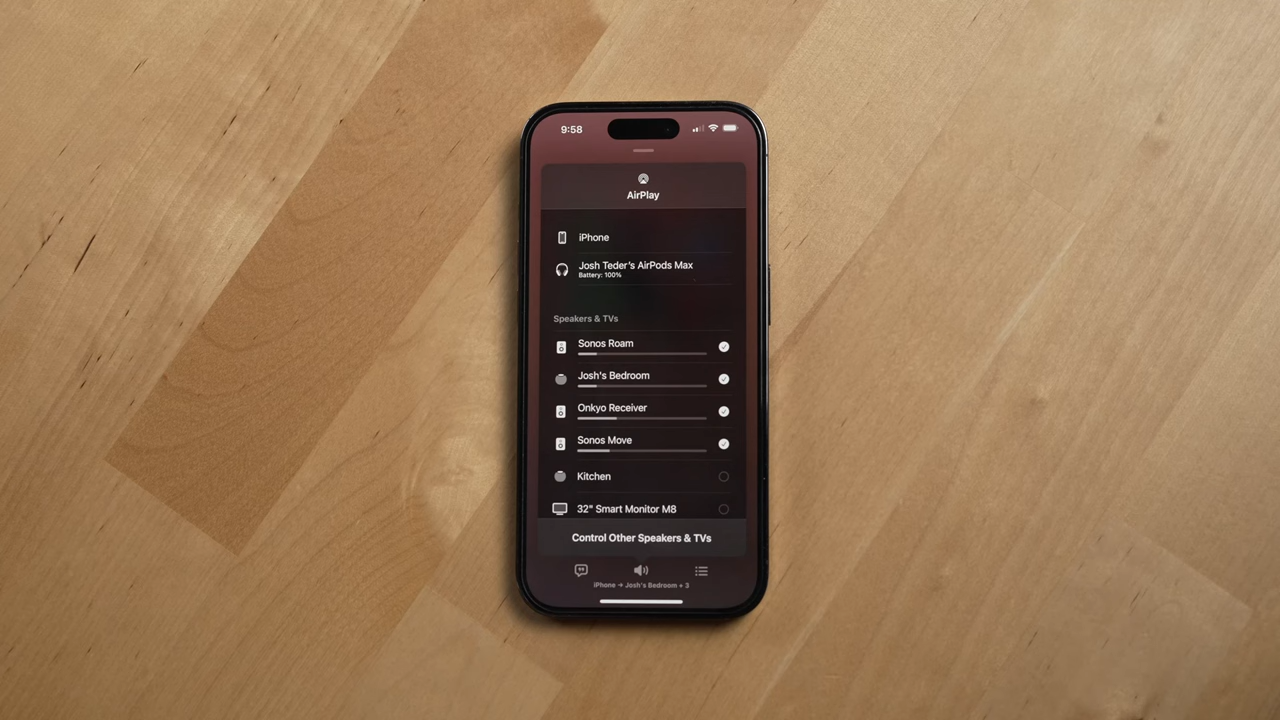 9:58
AirPlay
iPhone
Josh Teder's AirPods Max
Battery: 100%
Speakers & TVs
Sonos Roam
Josh's Bedroom
Onkyo Receiver
Sonos Move
Kitchen
32" Smart Monitor M8
Control Other Speakers & TVs
iPhone → Josh's Bedroom + 3